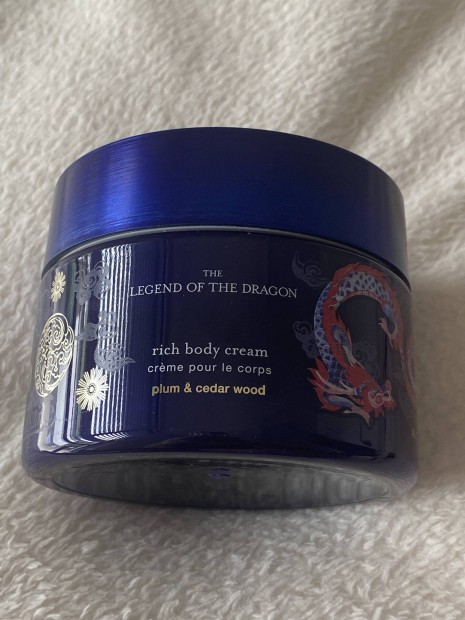 THE
LEGEND OF THE DRAGON
rich body cream
crème pour le corps
plum & cedar wood